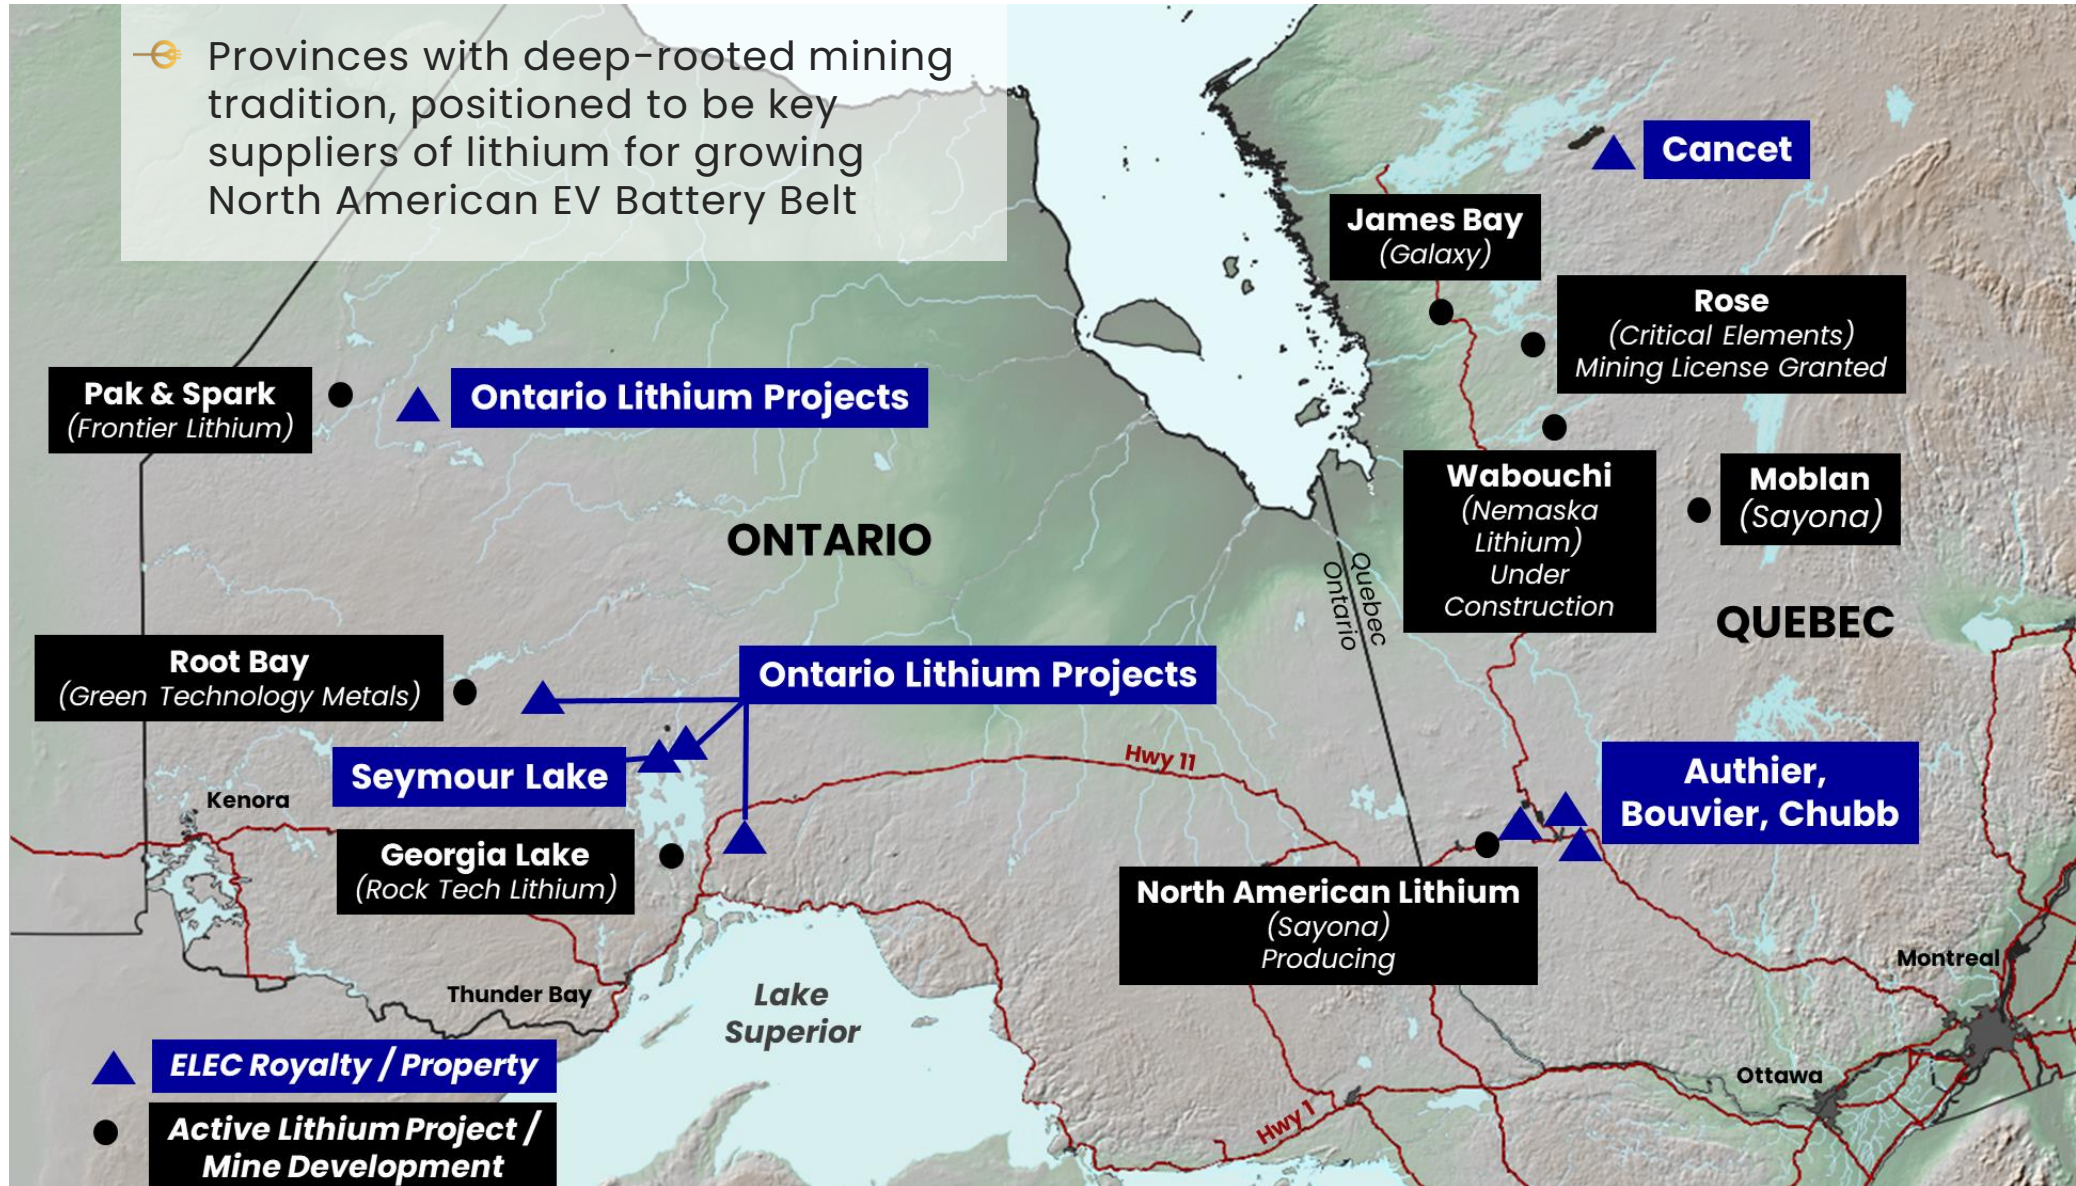 Provinces with deep-rooted mining
tradition, positioned to be key
suppliers of lithium for growing
North American EV Battery Belt
Cancet
James Bay
(Galaxy)
Rose
(Critical Elements)
Mining License Granted
Pak & Spark
(Frontier Lithium)
Ontario Lithium Projects
Wabouchi
(Nemaska
Lithium)
Under
Construction
Moblan
(Sayona)
ONTARIO
Quebec
Ontario
QUEBEC
Root Bay
(Green Technology Metals)
Ontario Lithium Projects
Seymour Lake
Hwy 11
Authier,
Bouvier, Chubb
Kenora
Georgia Lake
(Rock Tech Lithium)
North American Lithium
(Sayona)
Producing
Montreal
Thunder Bay
Lake
Superior
Ottawa
Hwy 1
ELEC Royalty / Property
Active Lithium Project /
Mine Development